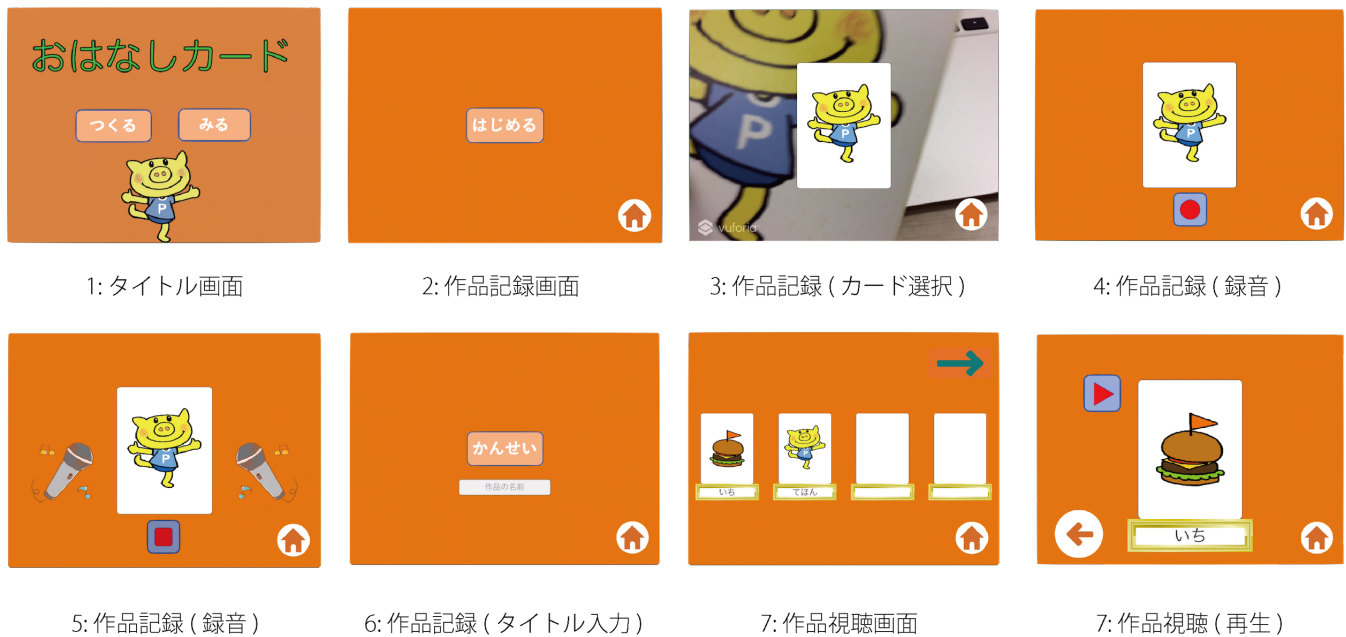 おはなしカード
つくる
みる
P
はじめる
P
vuforia
P
P
1: タイトル画面
2: 作品記録画面
3: 作品記録 ( カード選択 )
4: 作品記録 ( 録音 )
P
かんせい
作品の名前
P
いち
てほん
いち
5: 作品記録 ( 録音 )
6: 作品記録 ( タイトル入力 )
7: 作品視聴画面
7: 作品視聴 ( 再生 )